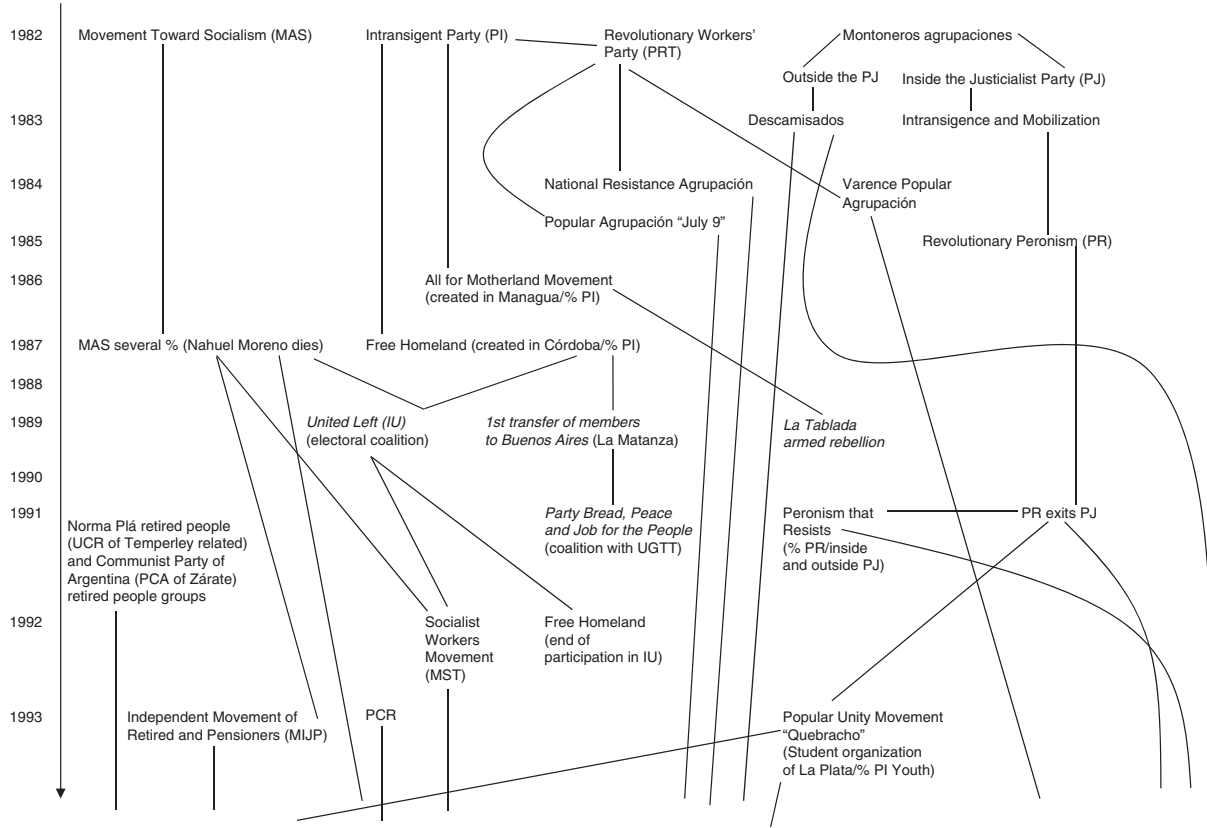 1982
Movement Toward Socialism (MAS)
Intransigent Party (PI)
Revolutionary Workers'
Party (PRT)
Montoneros agrupaciones
Outside the PJ
Inside the Justicialist Party (PJ)
1983
Descamisados
Intransigence and Mobilization
1984
National Resistance Agrupación
Varence Popular
Agrupación
Popular Agrupación “July 9”
1985
Revolutionary Peronism (PR)
1986
All for Motherland Movement
(created in Managua/% PI)
1987
MAS several % (Nahuel Moreno dies)
Free Homeland (created in Córdoba/% PI)
1988
1989
United Left (IU)
(electoral coalition)
1st transfer of members
to Buenos Aires (La Matanza)
La Tablada
armed rebellion
1990
1991
Norma Plá retired people
(UCR of Temperley related)
and Communist Party of
Argentina (PCA of Zárate)
retired people groups
Party Bread, Peace
and Job for the People
(coalition with UGTT)
Peronism that
Resists
(% PR/inside
and outside PJ)
PR exits PJ
1992
Socialist
Workers
Movement
(MST)
Free Homeland
(end of
participation in IU)
1993
Independent Movement of
Retired and Pensioners (MIJP)
PCR
Popular Unity Movement
“Quebracho”
(Student organization
of La Plata/% PI Youth)